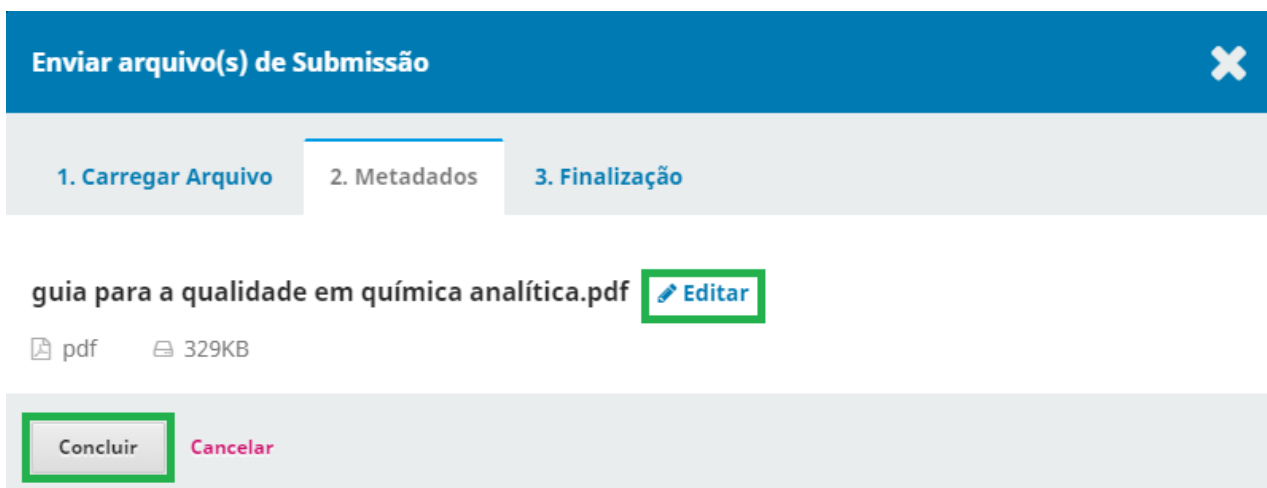 Enviar arquivo(s) de Submissão
1. Carregar Arquivo 2. Metadados 3. Finalização
guia para a qualidade em química analítica.pdf Editar
pdf 329KB
Concluir Cancelar